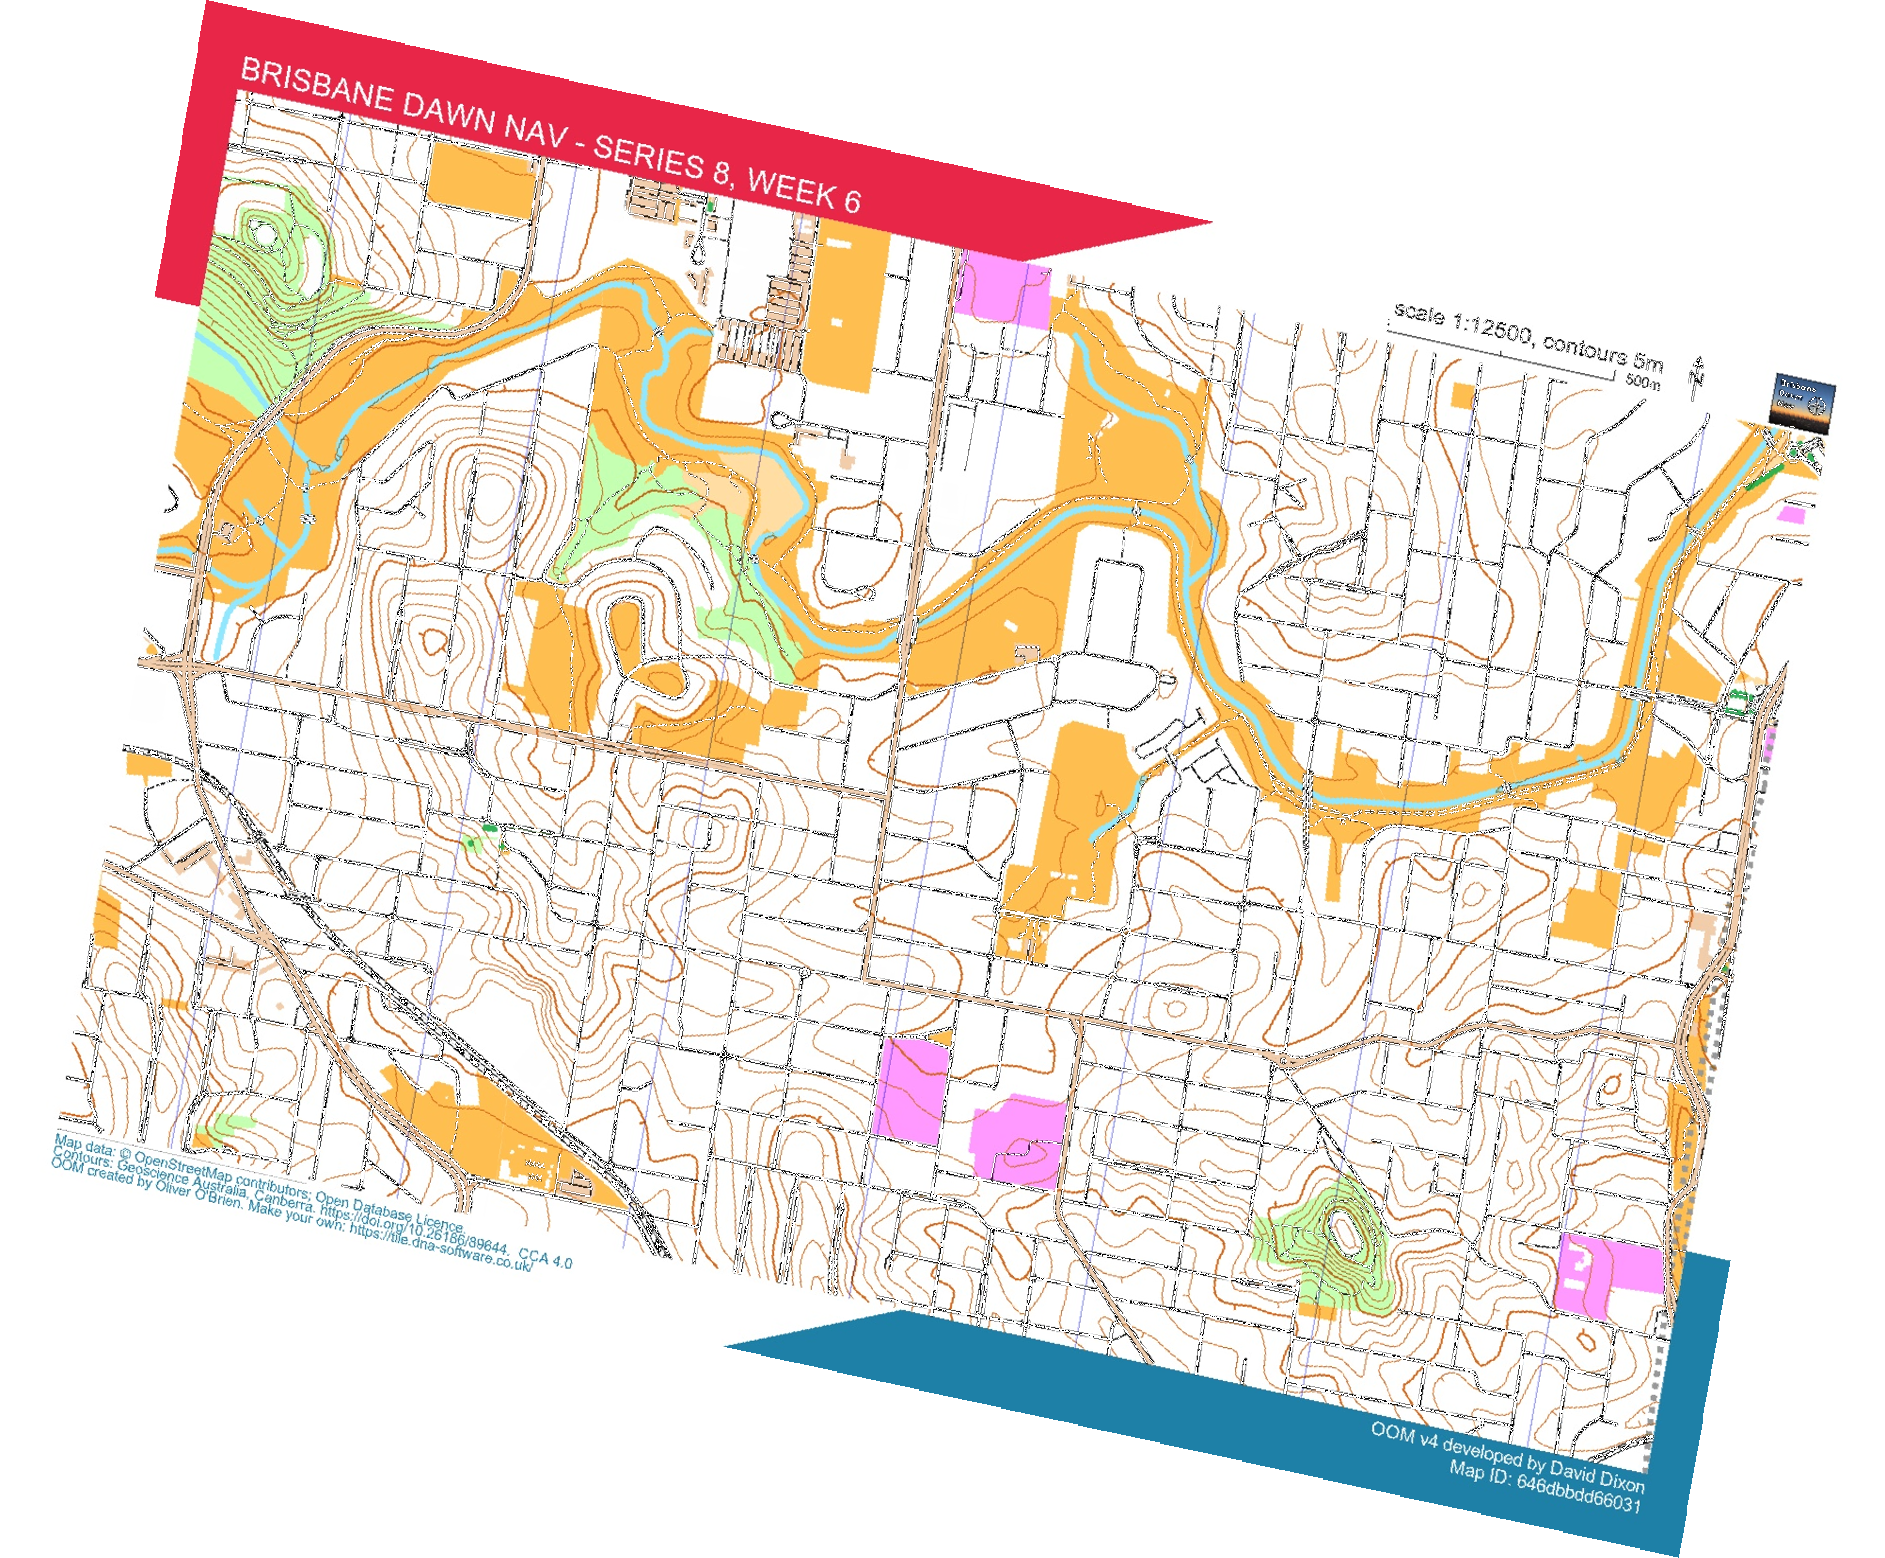 BRISBANE DAWN NAV - SERIES 8, WEEK 6
scale 1:12500, contours 5m
500m
Map data: © OpenStreetMap contributors; Open Database Licence.
Contours: Geoscience Australia, Canberra. https://doi.org/10.26186/89644. CCA 4.0
OOM created by Oliver O'Brien. Make your own: https://tile.dna-software.co.uk/
OOM v4 developed by David Dixon
Map ID: 646dbbdd66031